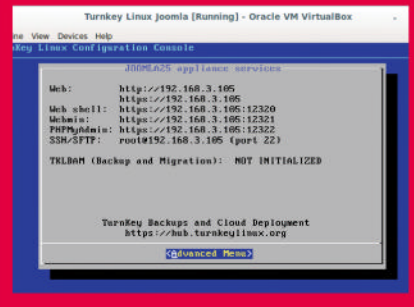 Turnkey Linux Joomla [Running] - Oracle VM VirtualBox
ne View Devices Help
nKey Linux Configuration Console
JOOMLA25 appliance services
Web: http://192.168.3.105
https://192.168.3.105
Web shell: https://192.168.3.105:12320
Webmin: https://192.168.3.105:12321
PHPMyAdmin: https://192.168.3.105:12322
SSH/SFTP: root@192.168.3.105 (port 22)
TKLBAM (Backup and Migration): NOT INITIALIZED
TurnKey Backups and Cloud Deployment
https://hub.turnkeylinux.org
<Advanced Menu>